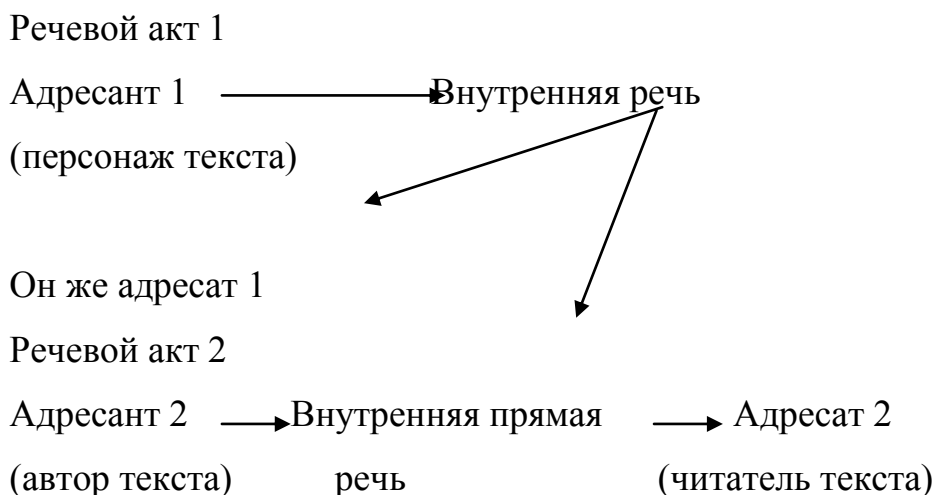 Речевой акт 1
Адресант 1 Внутренняя речь
(персонаж текста)
Он же адресат 1
Речевой акт 2
Адресант 2 Внутренняя прямая Адресат 2
(автор текста) речь (читатель текста)